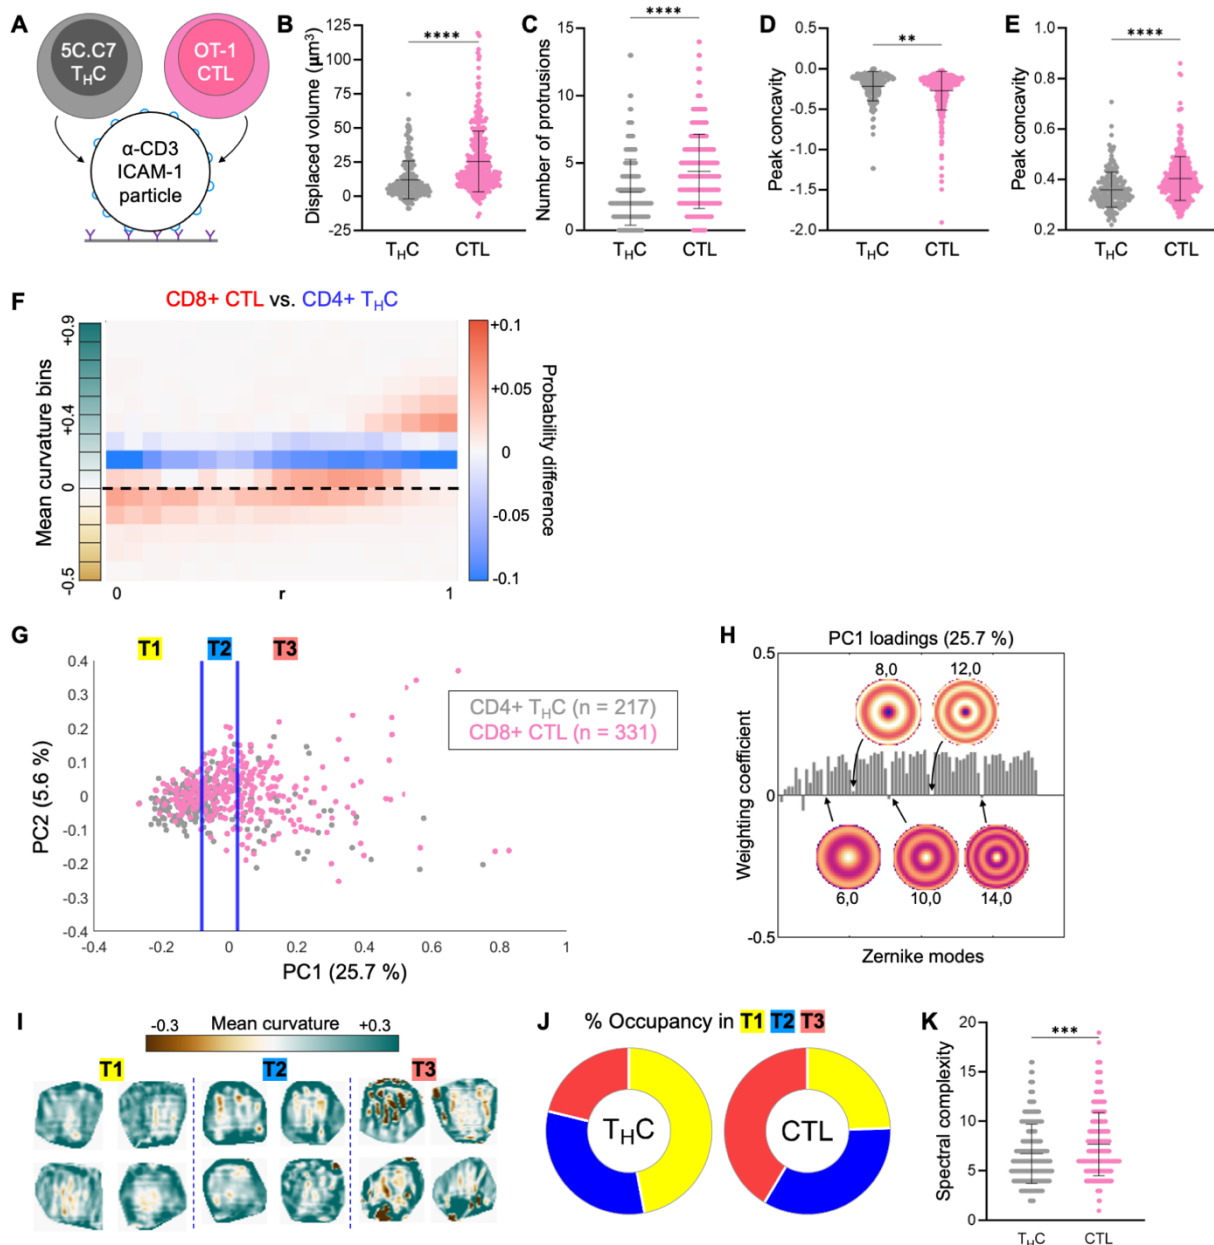 A
5C.C7
THC
OT-1
CTL
α-CD3
ICAM-1
particle
B
Displaced volume (μm³)
125
100
75
50
25
0
-25
****
THC CTL
C
Number of protrusions
15
10
5
0
****
THC CTL
D
Peak concavity
0.5
0.0
-0.5
-1.0
-1.5
-2.0
**
THC CTL
E
Peak concavity
1.0
0.8
0.6
0.4
0.2
****
THC CTL
F
CD8+ CTL vs. CD4+ THC
Mean curvature bins
+0.9
+0.4
0
-0.5
0 r 1
+0.1
+0.05
0
-0.05
-0.1
Probability difference
G
T1 T2 T3
PC2 (5.6 %)
0.4
0.3
0.2
0.1
0
-0.1
-0.2
-0.3
-0.4
CD4+ THC (n = 217)
CD8+ CTL (n = 331)
-0.4 -0.2 0 0.2 0.4 0.6 0.8 1
PC1 (25.7 %)
H
PC1 loadings (25.7 %)
Weighting coefficient
0.5
0
-0.5
8,0 12,0
6,0 10,0 14,0
Zernike modes
I
-0.3 Mean curvature +0.3
T1 T2 T3
J
% Occupancy in T1 T2 T3
THC CTL
K
Spectral complexity
20
15
10
5
0
***
THC CTL